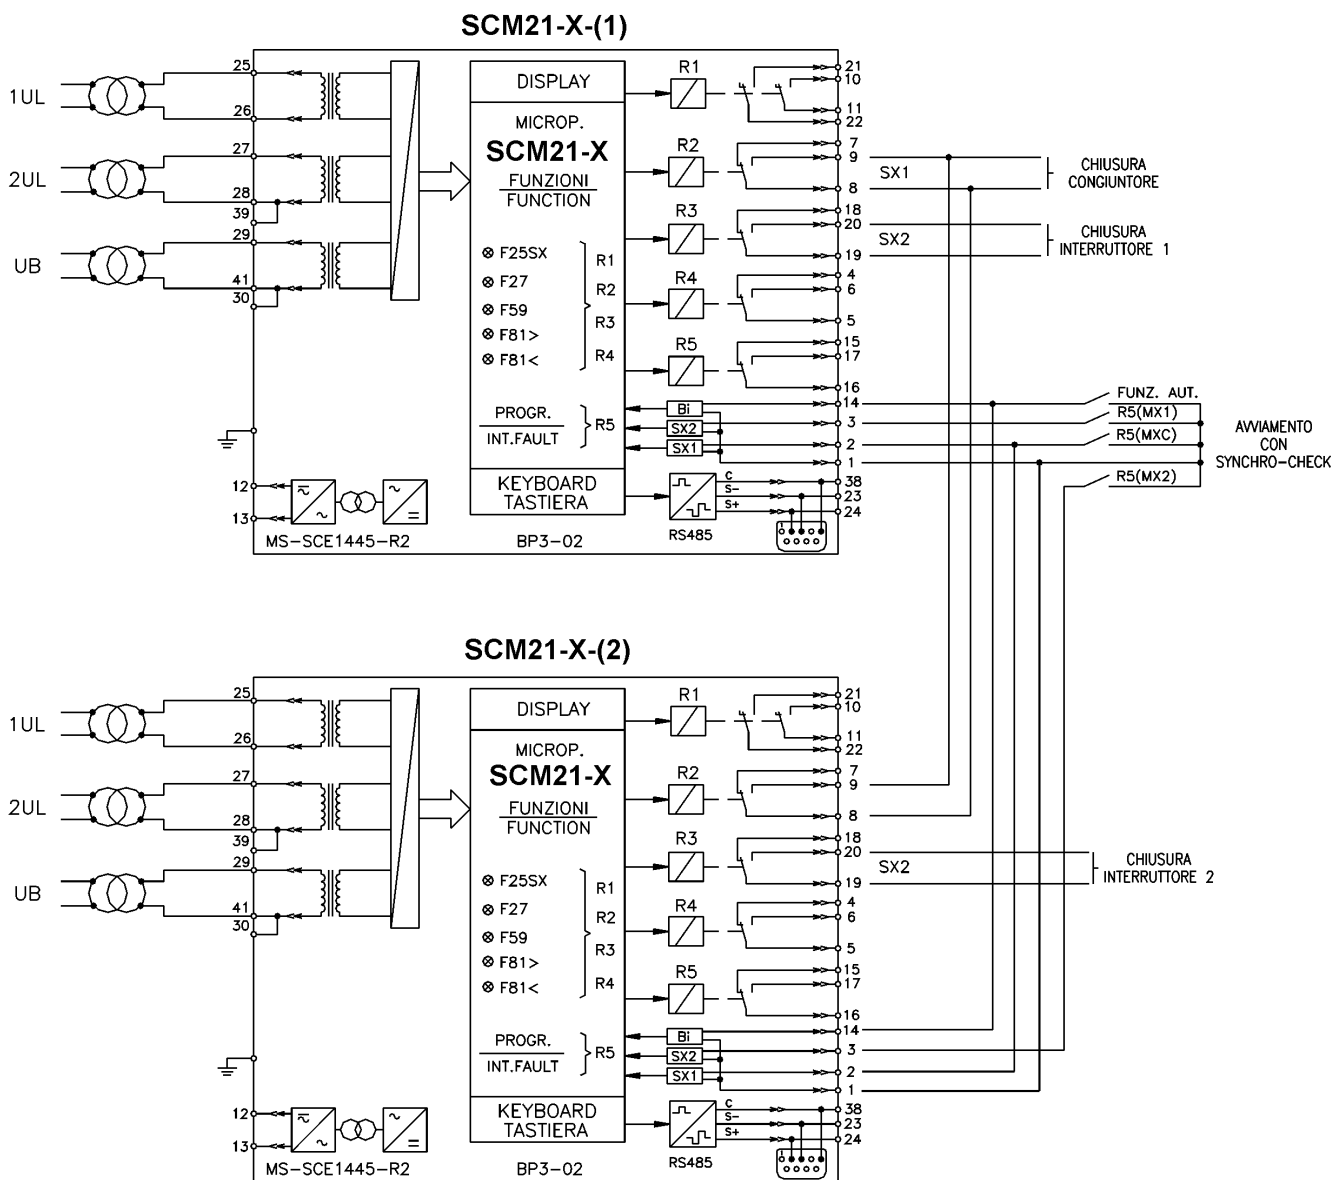 SCM21-X-(1)
1UL
2UL
UB
25
26
27
28
39
29
41
30
12
13
MS-SCE1445-R2
DISPLAY
MICROP.
SCM21-X
FUNZIONI
FUNCTION
F25SX
F27
F59
F81>
F81<
R1
R2
R3
R4
PROGR.
INT.FAULT
R5
KEYBOARD
TASTIERA
BP3-02
R1
R2
R3
R4
R5
Bi
SX2
SX1
C
S-
S+
RS485
1
21
10
11
22
7
9
8
18
20
19
4
6
5
15
17
16
14
3
2
1
38
23
24
SX1
CHIUSURA
CONGIUNTORE
SX2
CHIUSURA
INTERRUTTORE 1
FUNZ. AUT.
R5(MX1)
R5(MXC)
R5(MX2)
AVVIAMENTO
CON
SYNCHRO-CHECK
SCM21-X-(2)
1UL
2UL
UB
25
26
27
28
39
29
41
30
12
13
MS-SCE1445-R2
DISPLAY
MICROP.
SCM21-X
FUNZIONI
FUNCTION
F25SX
F27
F59
F81>
F81<
R1
R2
R3
R4
PROGR.
INT.FAULT
R5
KEYBOARD
TASTIERA
BP3-02
R1
R2
R3
R4
R5
Bi
SX2
SX1
C
S-
S+
RS485
1
21
10
11
22
7
9
8
18
20
19
4
6
5
15
17
16
14
3
2
1
38
23
24
SX2
CHIUSURA
INTERRUTTORE 2